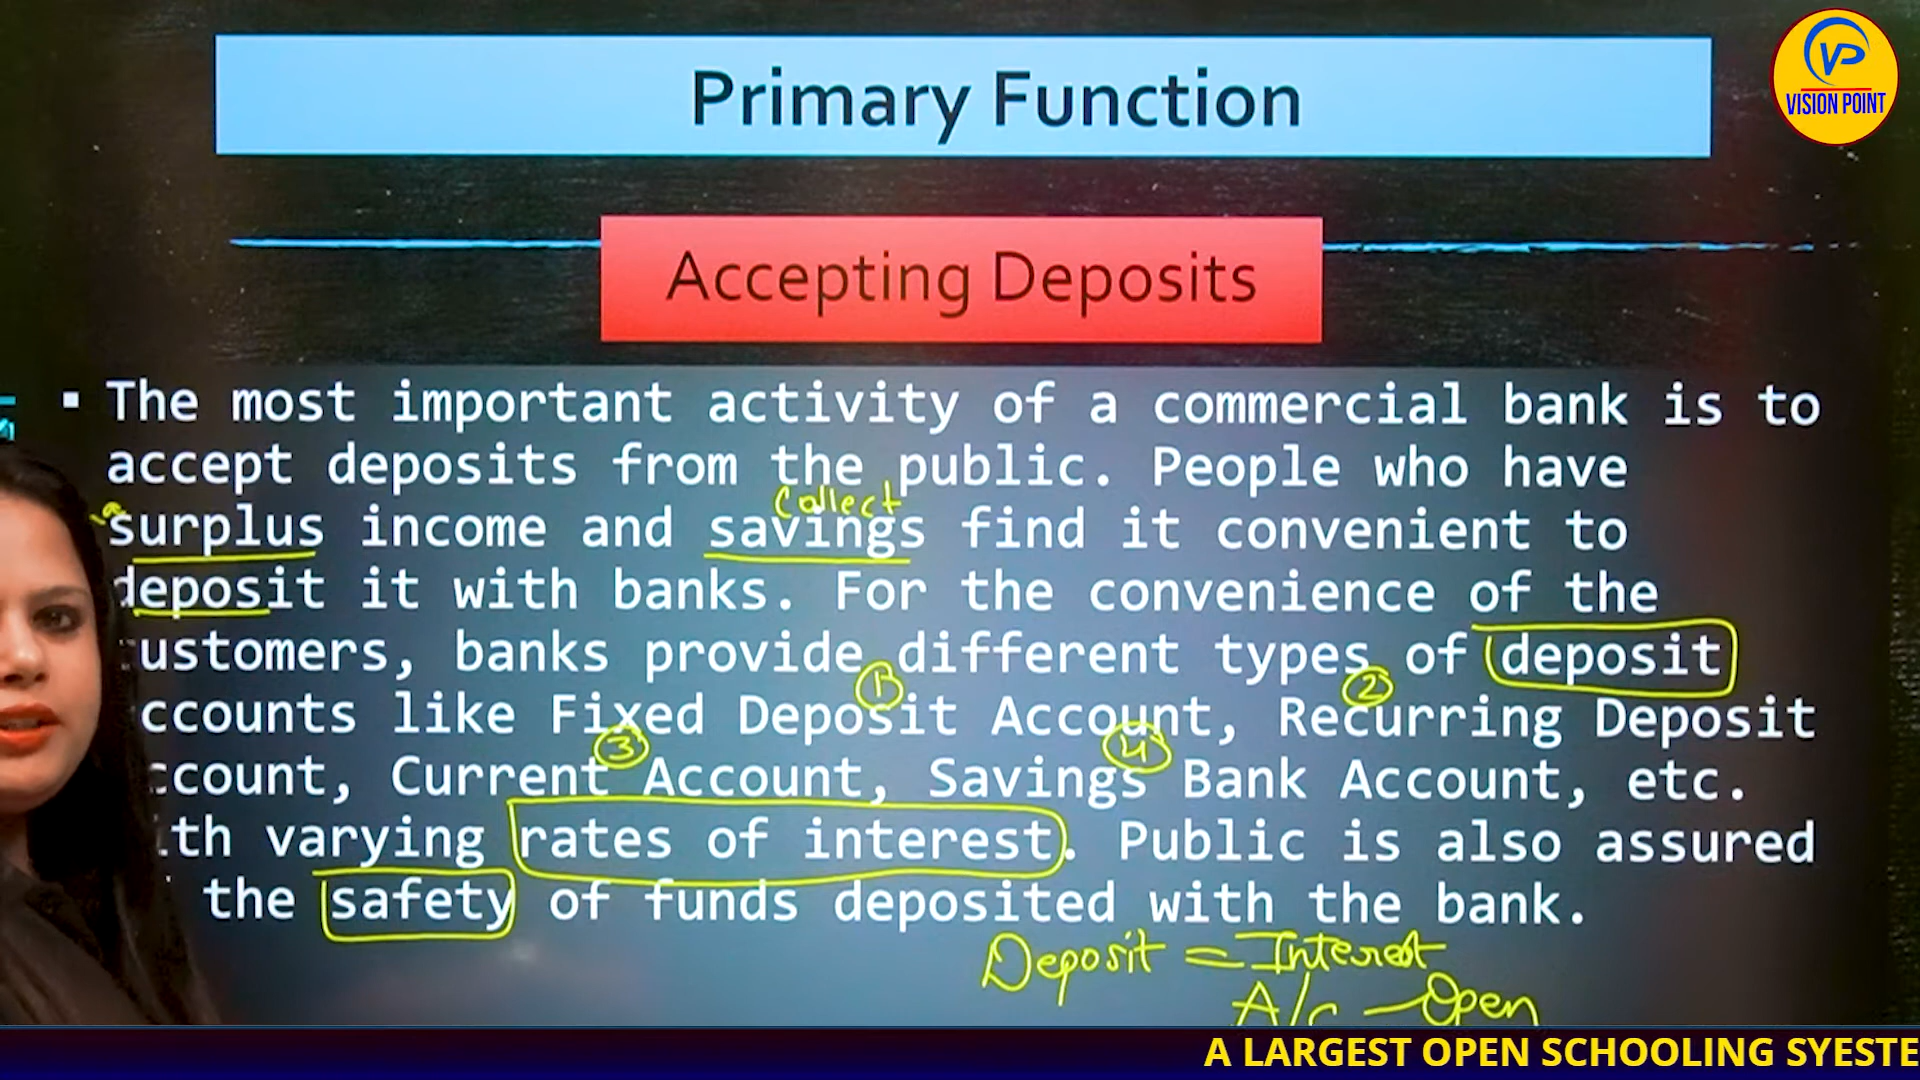 VP
VISION POINT
Primary Function
Accepting Deposits
▪ The most important activity of a commercial bank is to
accept deposits from the public. People who have
collect
surplus income and savings find it convenient to
deposit it with banks. For the convenience of the
ustomers, banks provide different types of deposit
1 2
ccounts like Fixed Deposit Account, Recurring Deposit
3 4
ccount, Current Account, Savings Bank Account, etc.
ith varying rates of interest. Public is also assured
the safety of funds deposited with the bank.
Deposit = Interest
A/c - Open
A LARGEST OPEN SCHOOLING SYESTE